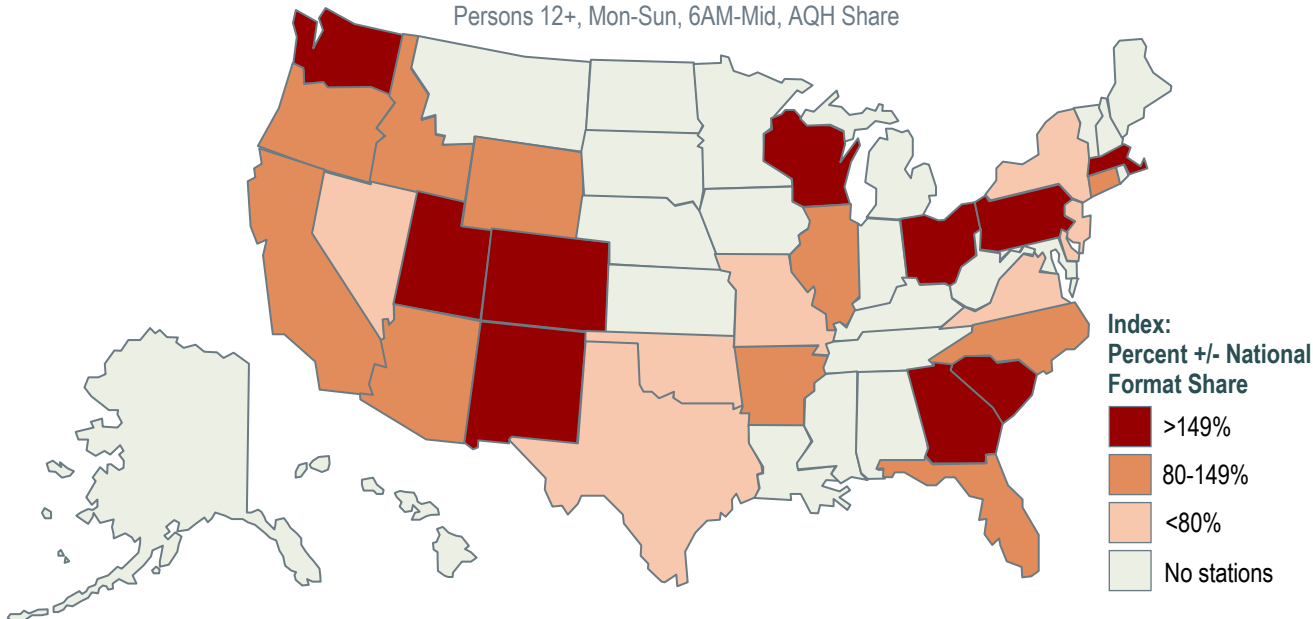 Persons 12+, Mon-Sun, 6AM-Mid, AQH Share
Index:
Percent +/- National
Format Share
>149%
80-149%
<80%
No stations